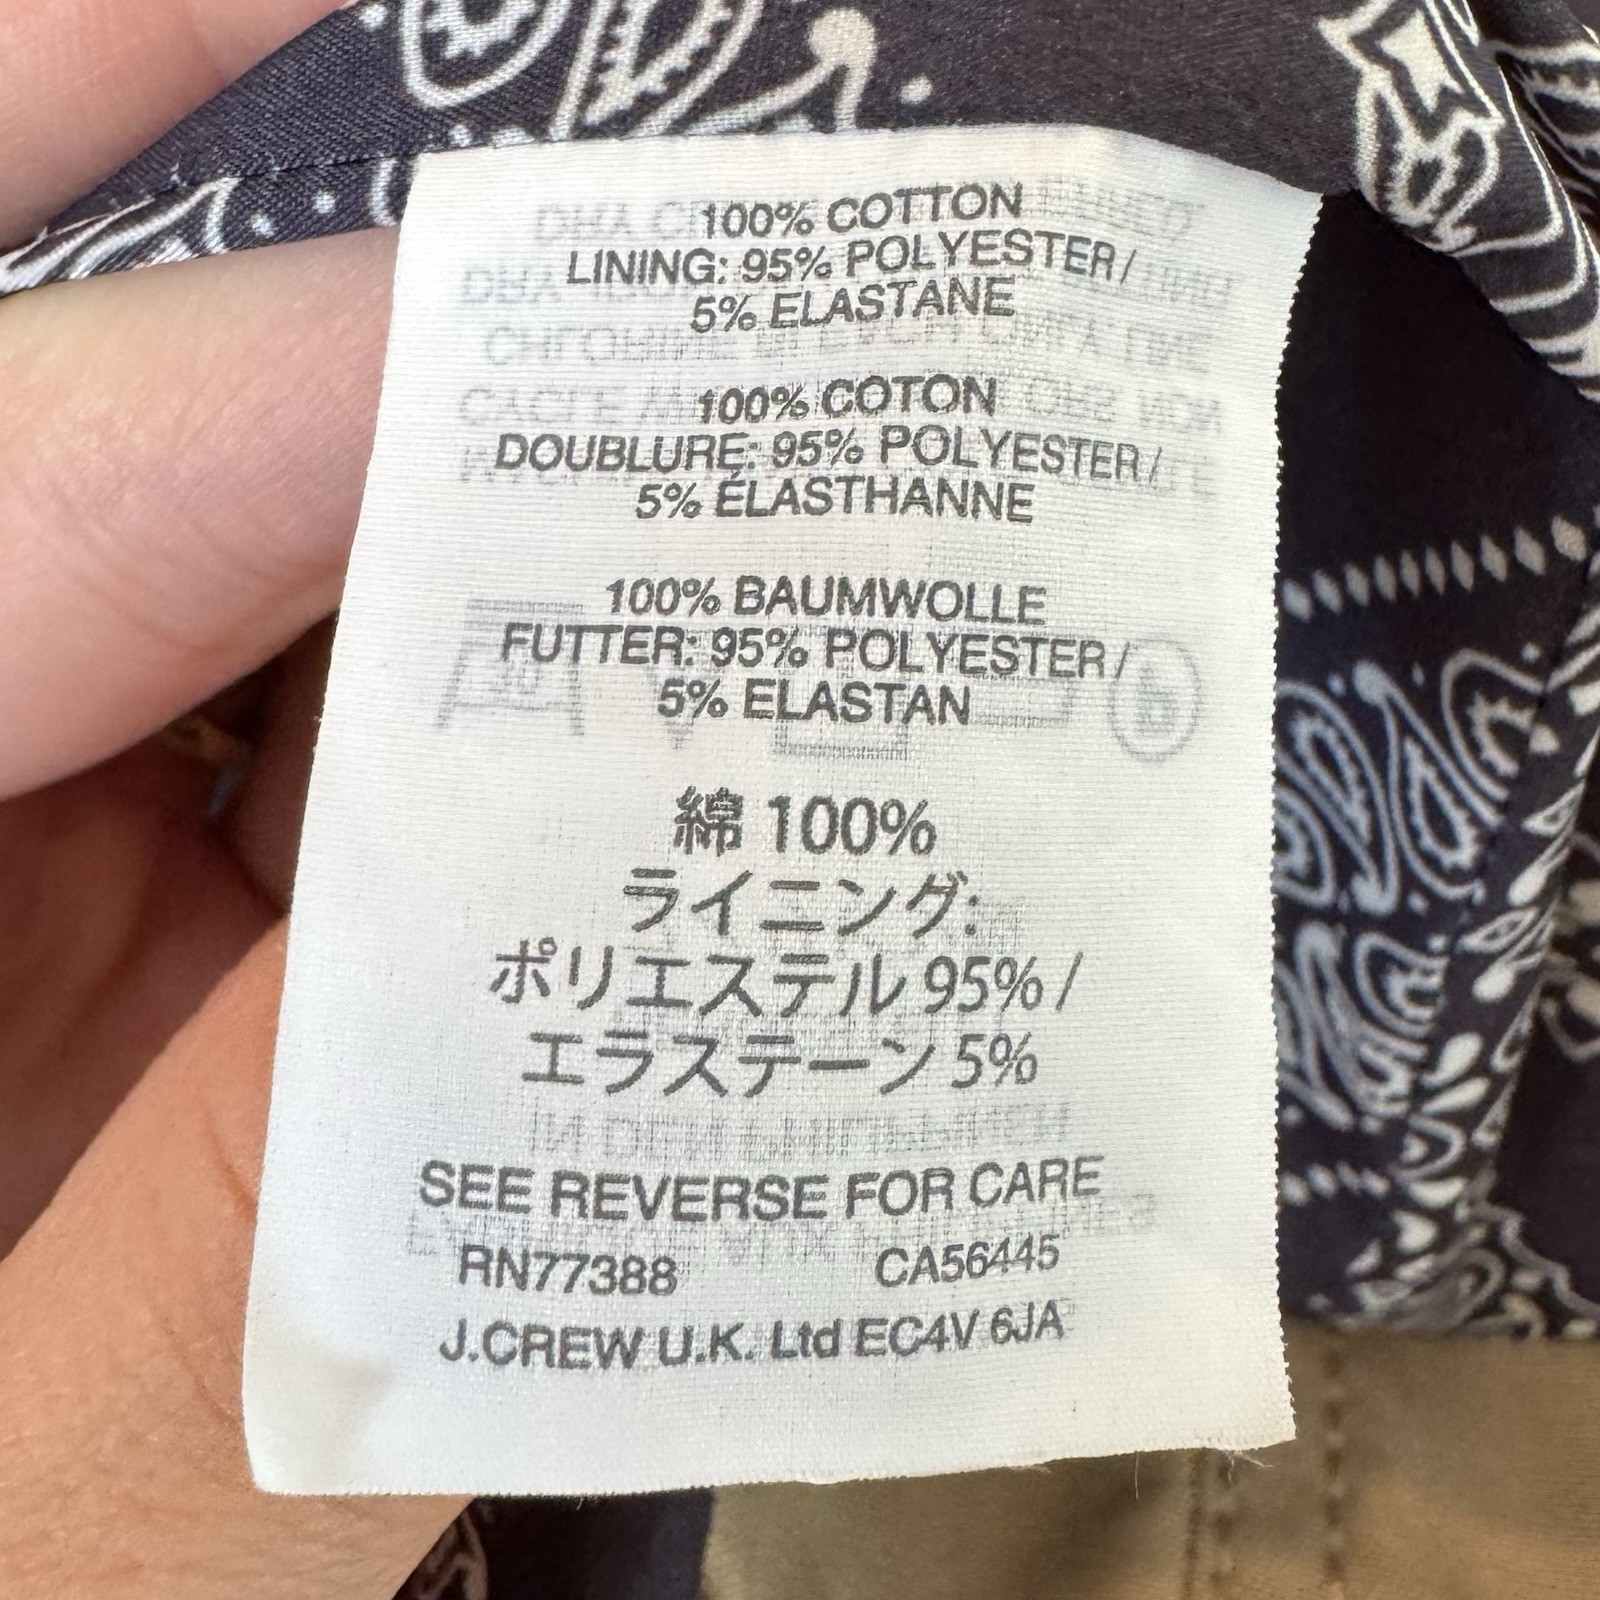 100% COTTON
LINING: 95% POLYESTER/
5% ELASTANE
100% COTON
DOUBLURE: 95% POLYESTER/
5% ÉLASTHANNE
100% BAUMWOLLE
FUTTER: 95% POLYESTER/
5% ELASTAN
綿 100%
ライニング:
ポリエステル 95% /
エラステーン 5%
SEE REVERSE FOR CARE
RN77388 CA56445
J.CREW U.K. Ltd EC4V 6JA